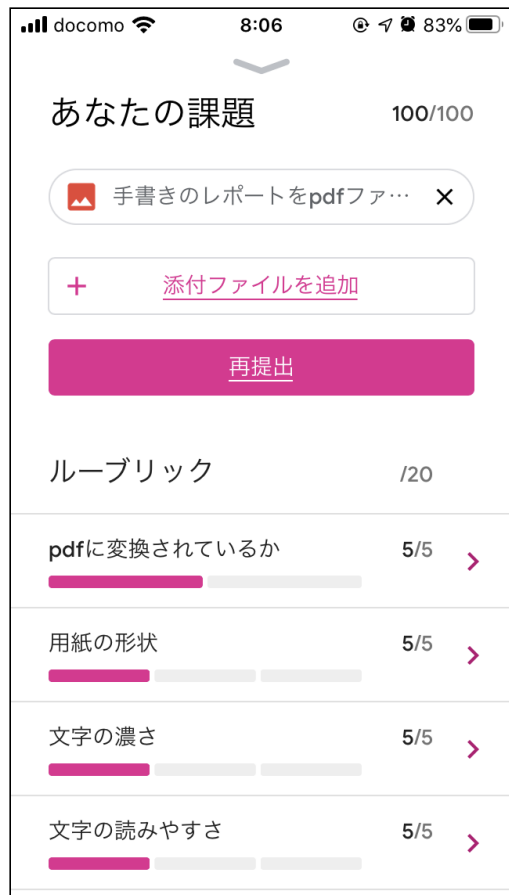 docomo 8:06 83%
あなたの課題 100/100
手書きのレポートをpdfファ…
添付ファイルを追加
再提出
ルーブリック /20
pdfに変換されているか 5/5
用紙の形状 5/5
文字の濃さ 5/5
文字の読みやすさ 5/5